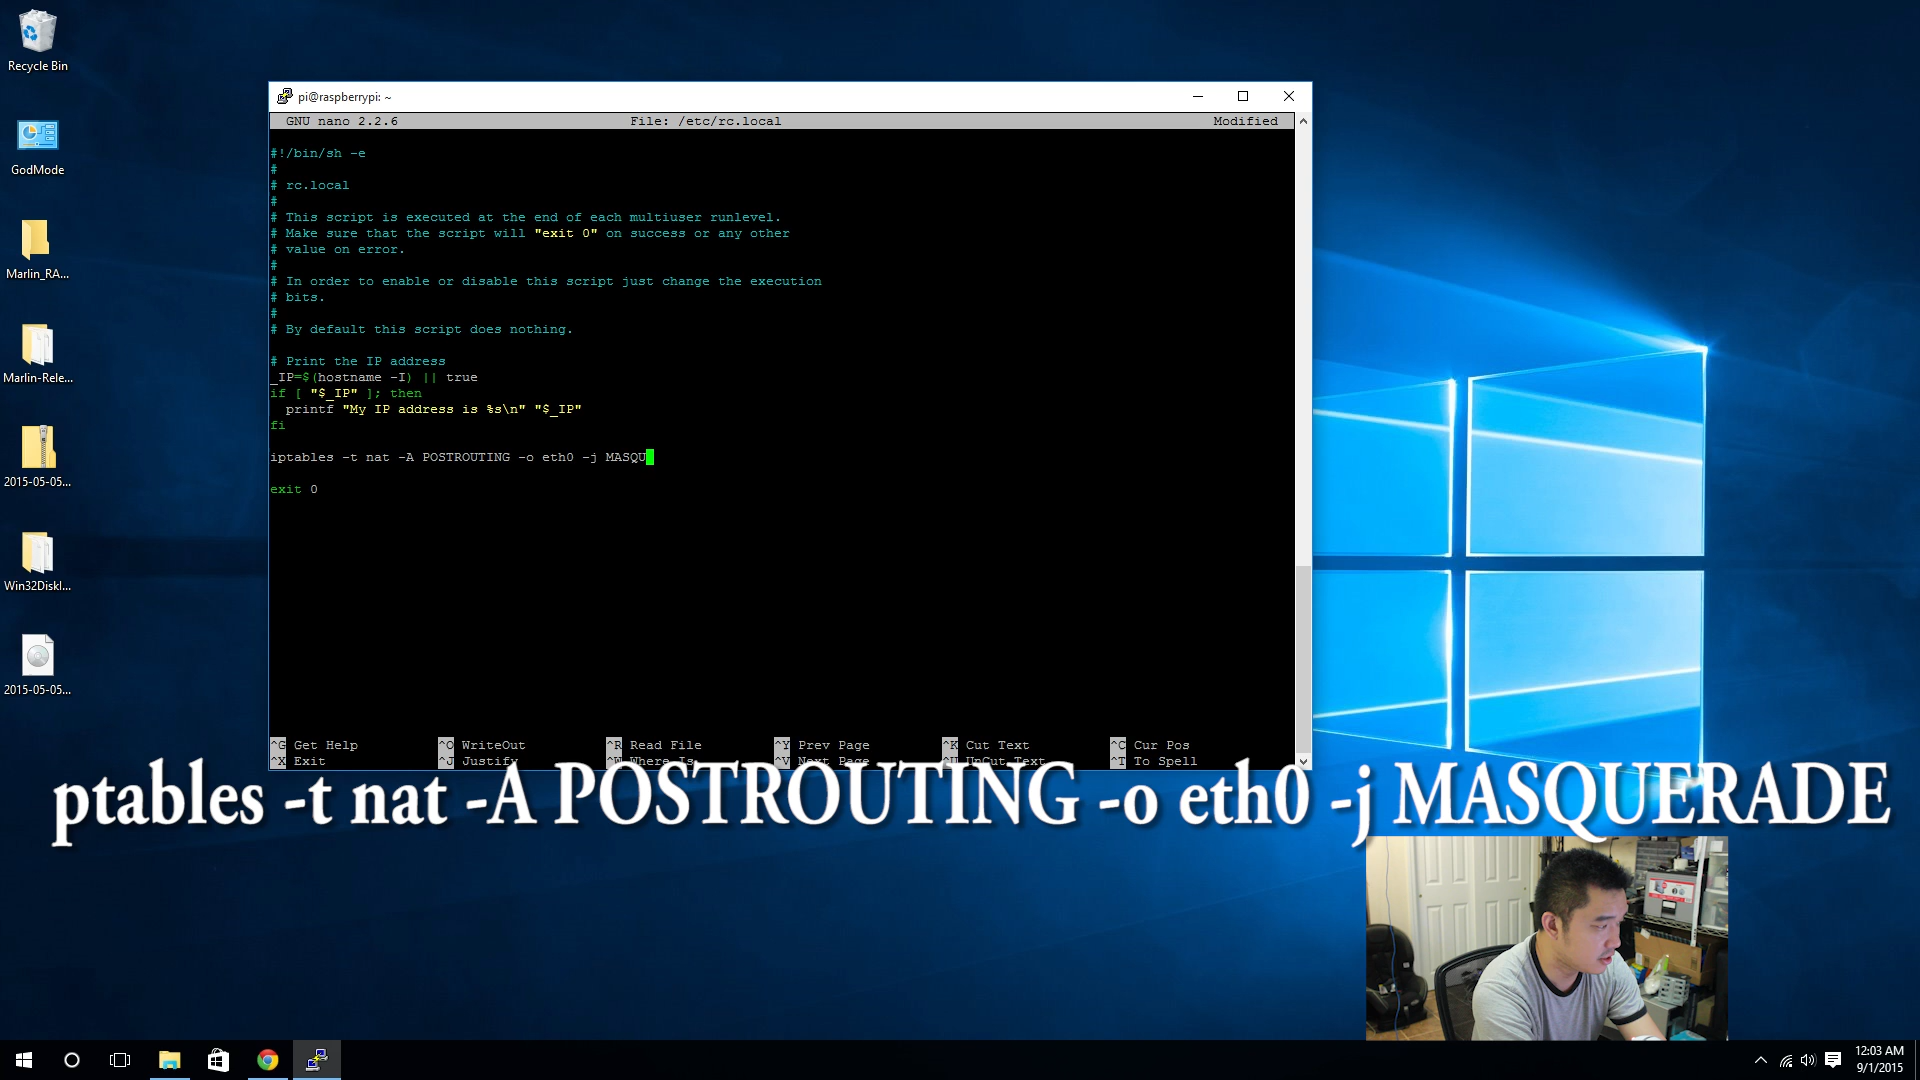 Recycle Bin
GodMode
Marlin_RA...
Marlin-Rele...
2015-05-05...
Win32DiskI...
2015-05-05...
pi@raspberrypi: ~
GNU nano 2.2.6 File: /etc/rc.local Modified
#!/bin/sh -e
#
# rc.local
#
# This script is executed at the end of each multiuser runlevel.
# Make sure that the script will "exit 0" on success or any other
# value on error.
#
# In order to enable or disable this script just change the execution
# bits.
#
# By default this script does nothing.
# Print the IP address
_IP=$(hostname -I) || true
if [ "$_IP" ]; then
printf "My IP address is %s\n" "$_IP"
fi
iptables -t nat -A POSTROUTING -o eth0 -j MASQU
exit 0
^G Get Help ^O WriteOut ^R Read File ^Y Prev Page ^K Cut Text ^C Cur Pos
^X Exit ^J Justify ^W Where Is ^V Next Page ^U UnCut Text ^T To Spell
ptables -t nat -A POSTROUTING -o eth0 -j MASQUERADE
12:03 AM
9/1/2015